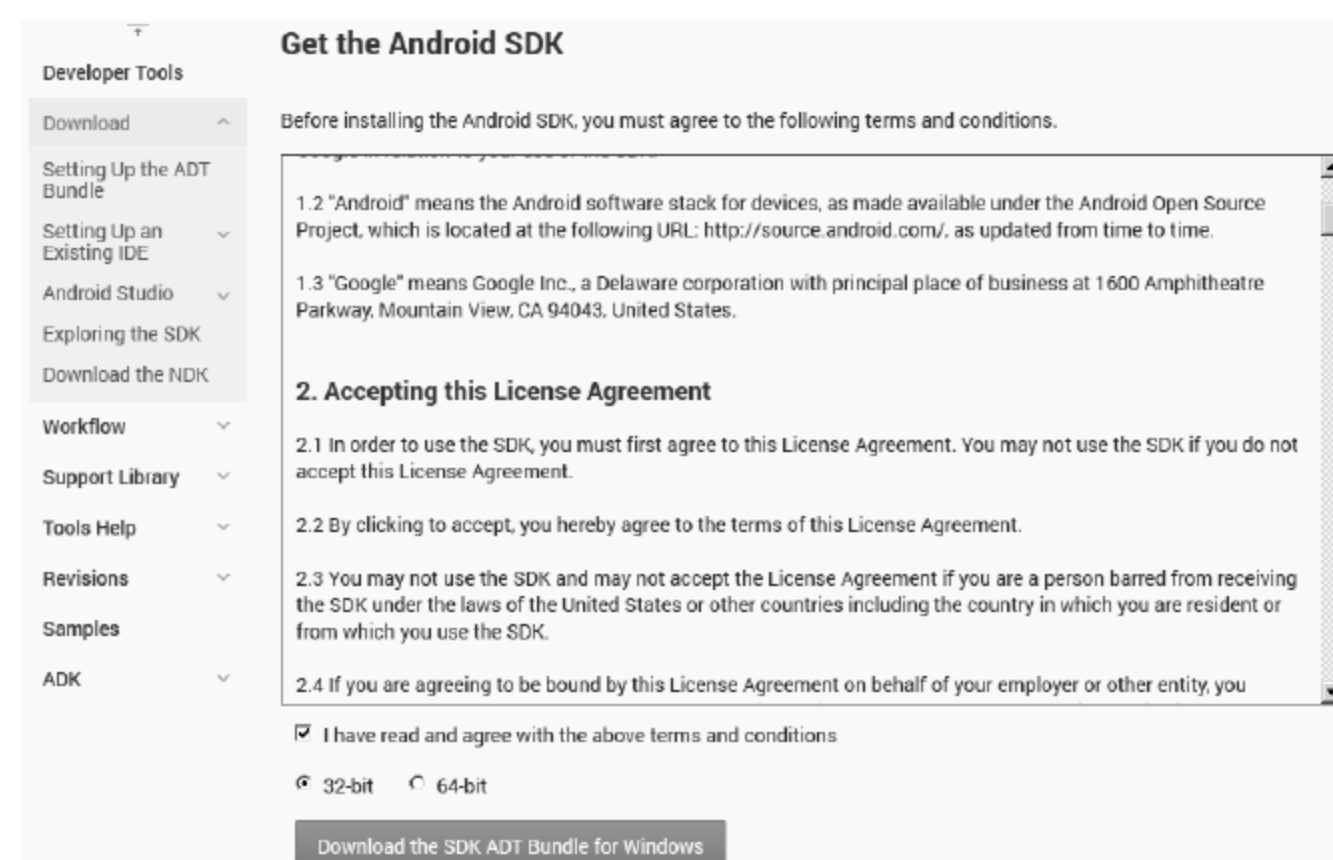 Developer Tools
Download
Setting Up the ADT
Bundle
Setting Up an
Existing IDE
Android Studio
Exploring the SDK
Download the NDK
Workflow
Support Library
Tools Help
Revisions
Samples
ADK
Get the Android SDK
Before installing the Android SDK, you must agree to the following terms and conditions.
1.2 "Android" means the Android software stack for devices, as made available under the Android Open Source
Project, which is located at the following URL: http://source.android.com/, as updated from time to time.
1.3 "Google" means Google Inc., a Delaware corporation with principal place of business at 1600 Amphitheatre
Parkway, Mountain View, CA 94043, United States.
2. Accepting this License Agreement
2.1 In order to use the SDK, you must first agree to this License Agreement. You may not use the SDK if you do not
accept this License Agreement.
2.2 By clicking to accept, you hereby agree to the terms of this License Agreement.
2.3 You may not use the SDK and may not accept the License Agreement if you are a person barred from receiving
the SDK under the laws of the United States or other countries including the country in which you are resident or
from which you use the SDK.
2.4 If you are agreeing to be bound by this License Agreement on behalf of your employer or other entity, you
I have read and agree with the above terms and conditions
32-bit 64-bit
Download the SDK ADT Bundle for Windows